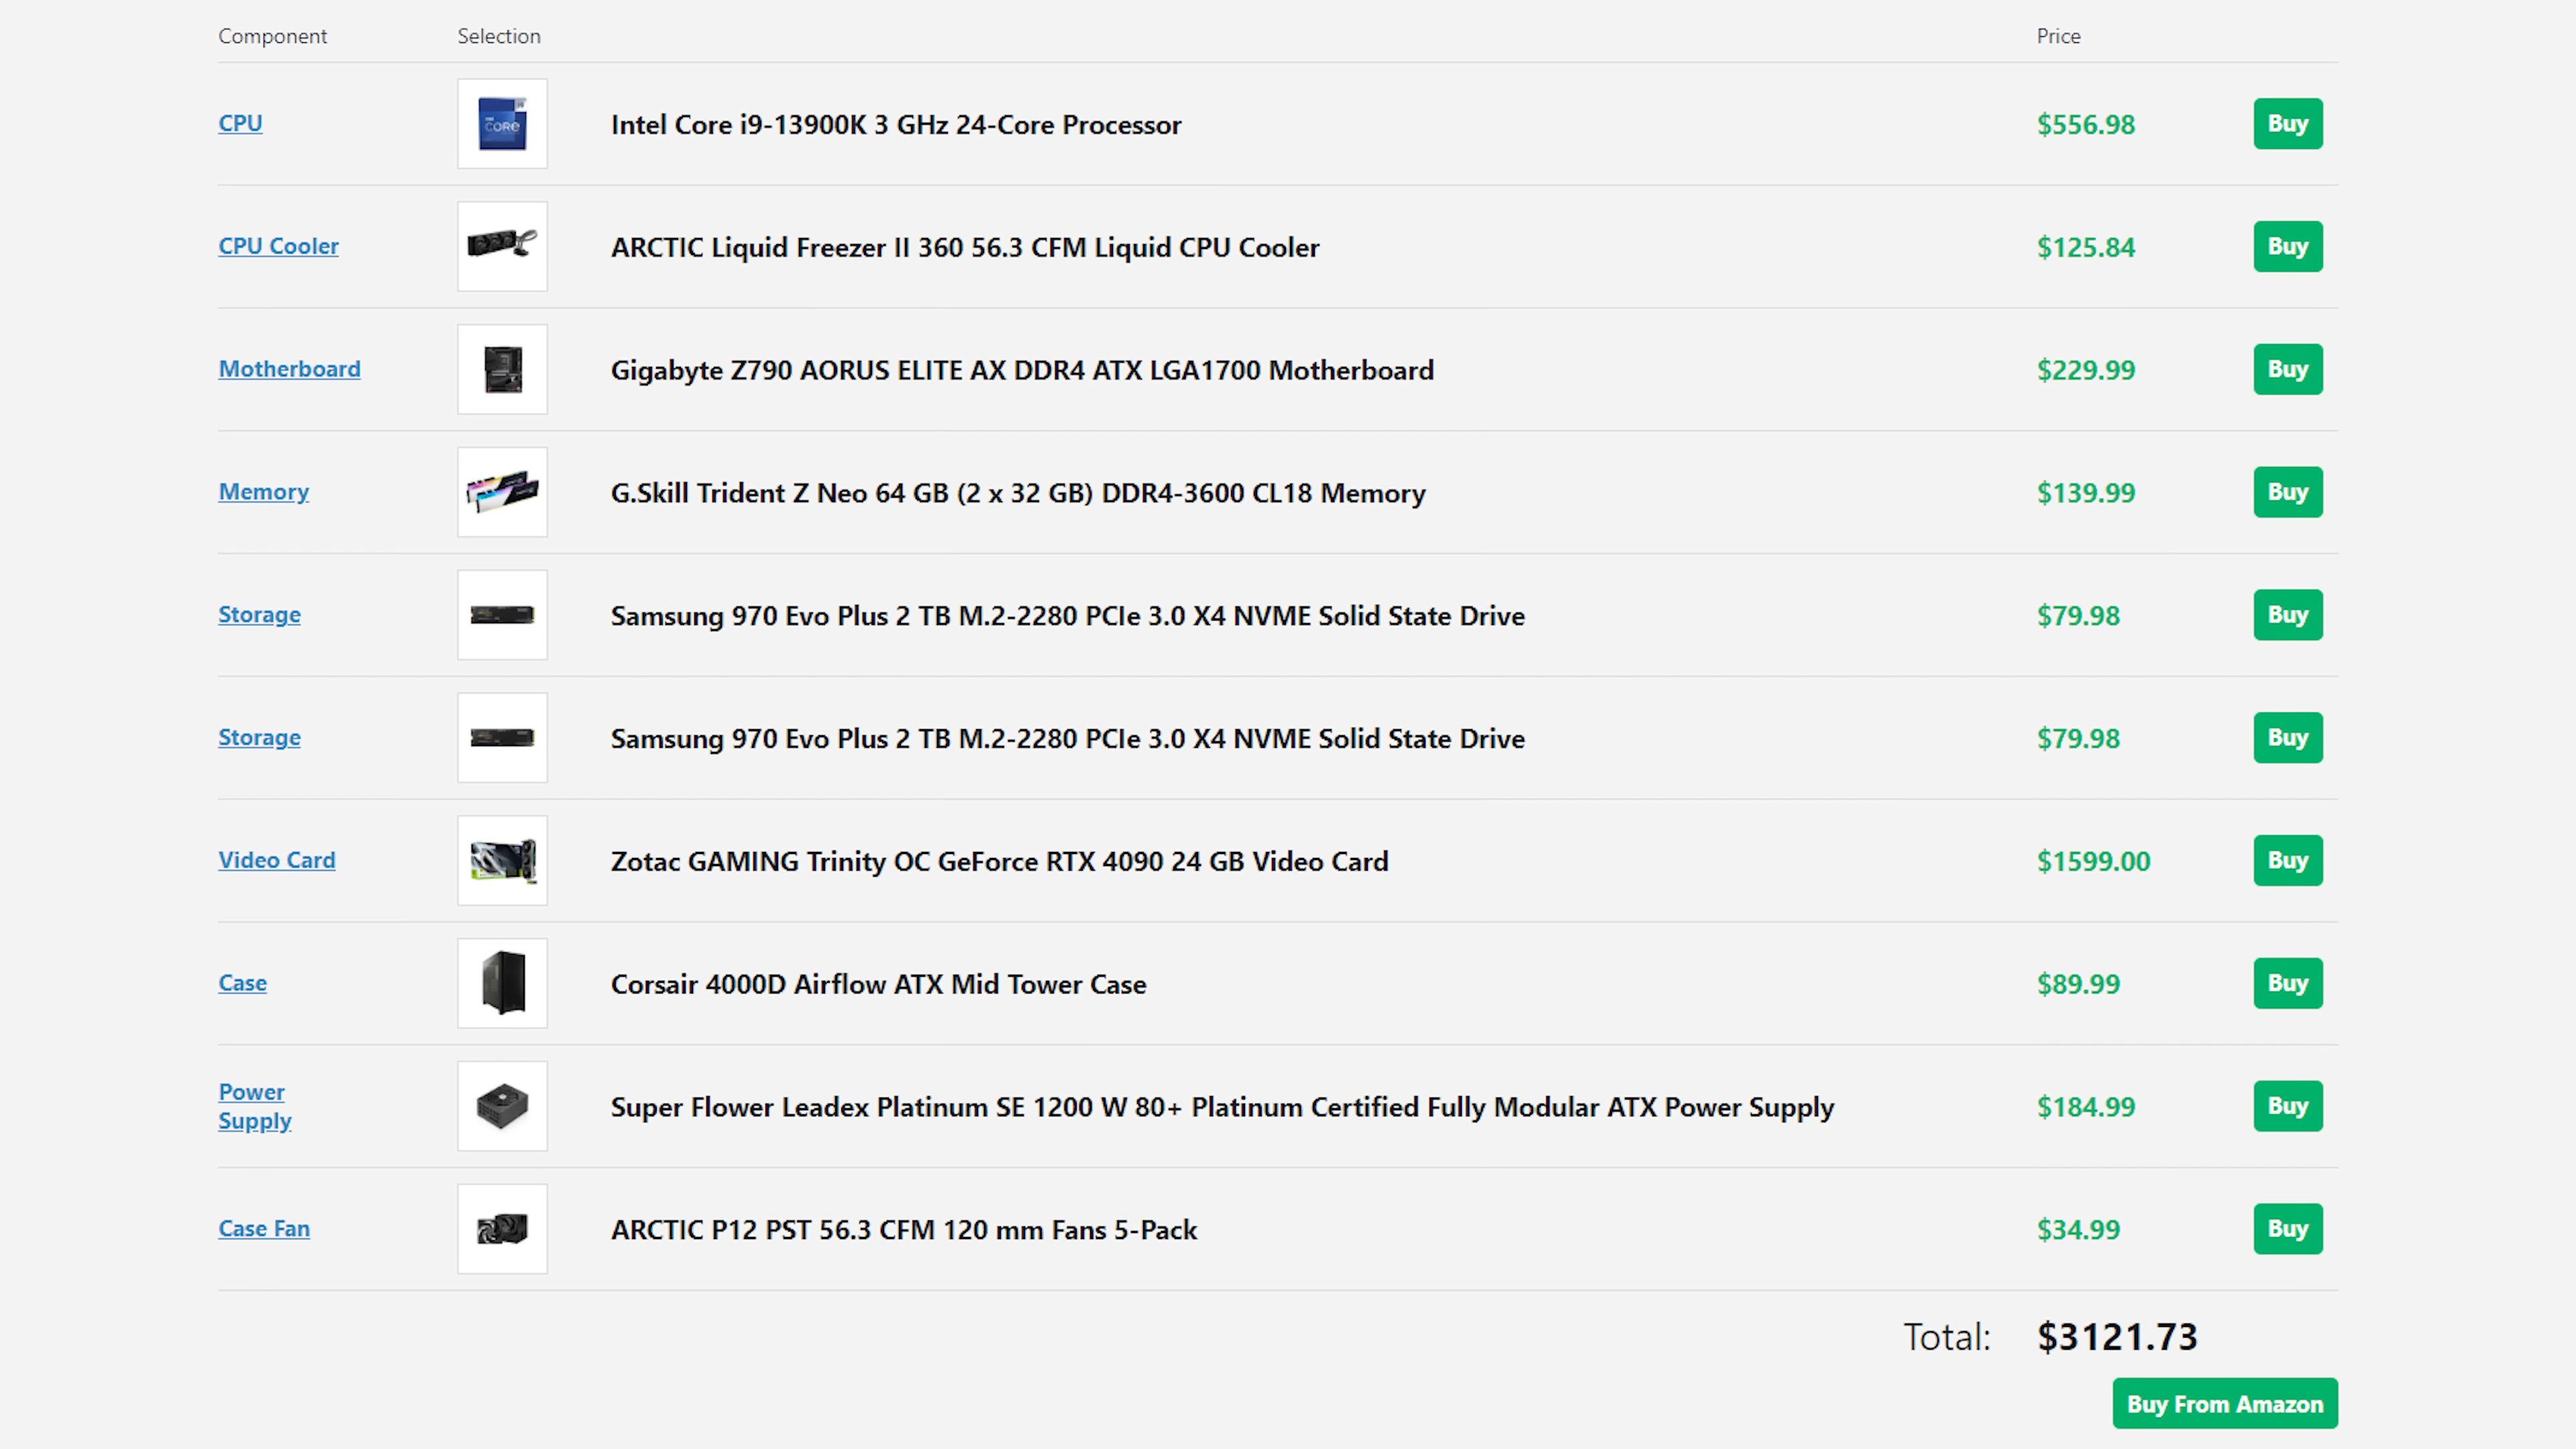 Component Selection Price
CPU CORE Intel Core i9-13900K 3 GHz 24-Core Processor $556.98 Buy
CPU Cooler ARCTIC Liquid Freezer II 360 56.3 CFM Liquid CPU Cooler $125.84 Buy
Motherboard Gigabyte Z790 AORUS ELITE AX DDR4 ATX LGA1700 Motherboard $229.99 Buy
Memory G.Skill Trident Z Neo 64 GB (2 x 32 GB) DDR4-3600 CL18 Memory $139.99 Buy
Storage Samsung 970 Evo Plus 2 TB M.2-2280 PCIe 3.0 X4 NVME Solid State Drive $79.98 Buy
Storage Samsung 970 Evo Plus 2 TB M.2-2280 PCIe 3.0 X4 NVME Solid State Drive $79.98 Buy
Video Card Zotac GAMING Trinity OC GeForce RTX 4090 24 GB Video Card $1599.00 Buy
Case Corsair 4000D Airflow ATX Mid Tower Case $89.99 Buy
Power
Supply Super Flower Leadex Platinum SE 1200 W 80+ Platinum Certified Fully Modular ATX Power Supply $184.99 Buy
Case Fan ARCTIC P12 PST 56.3 CFM 120 mm Fans 5-Pack $34.99 Buy
Total: $3121.73
Buy From Amazon